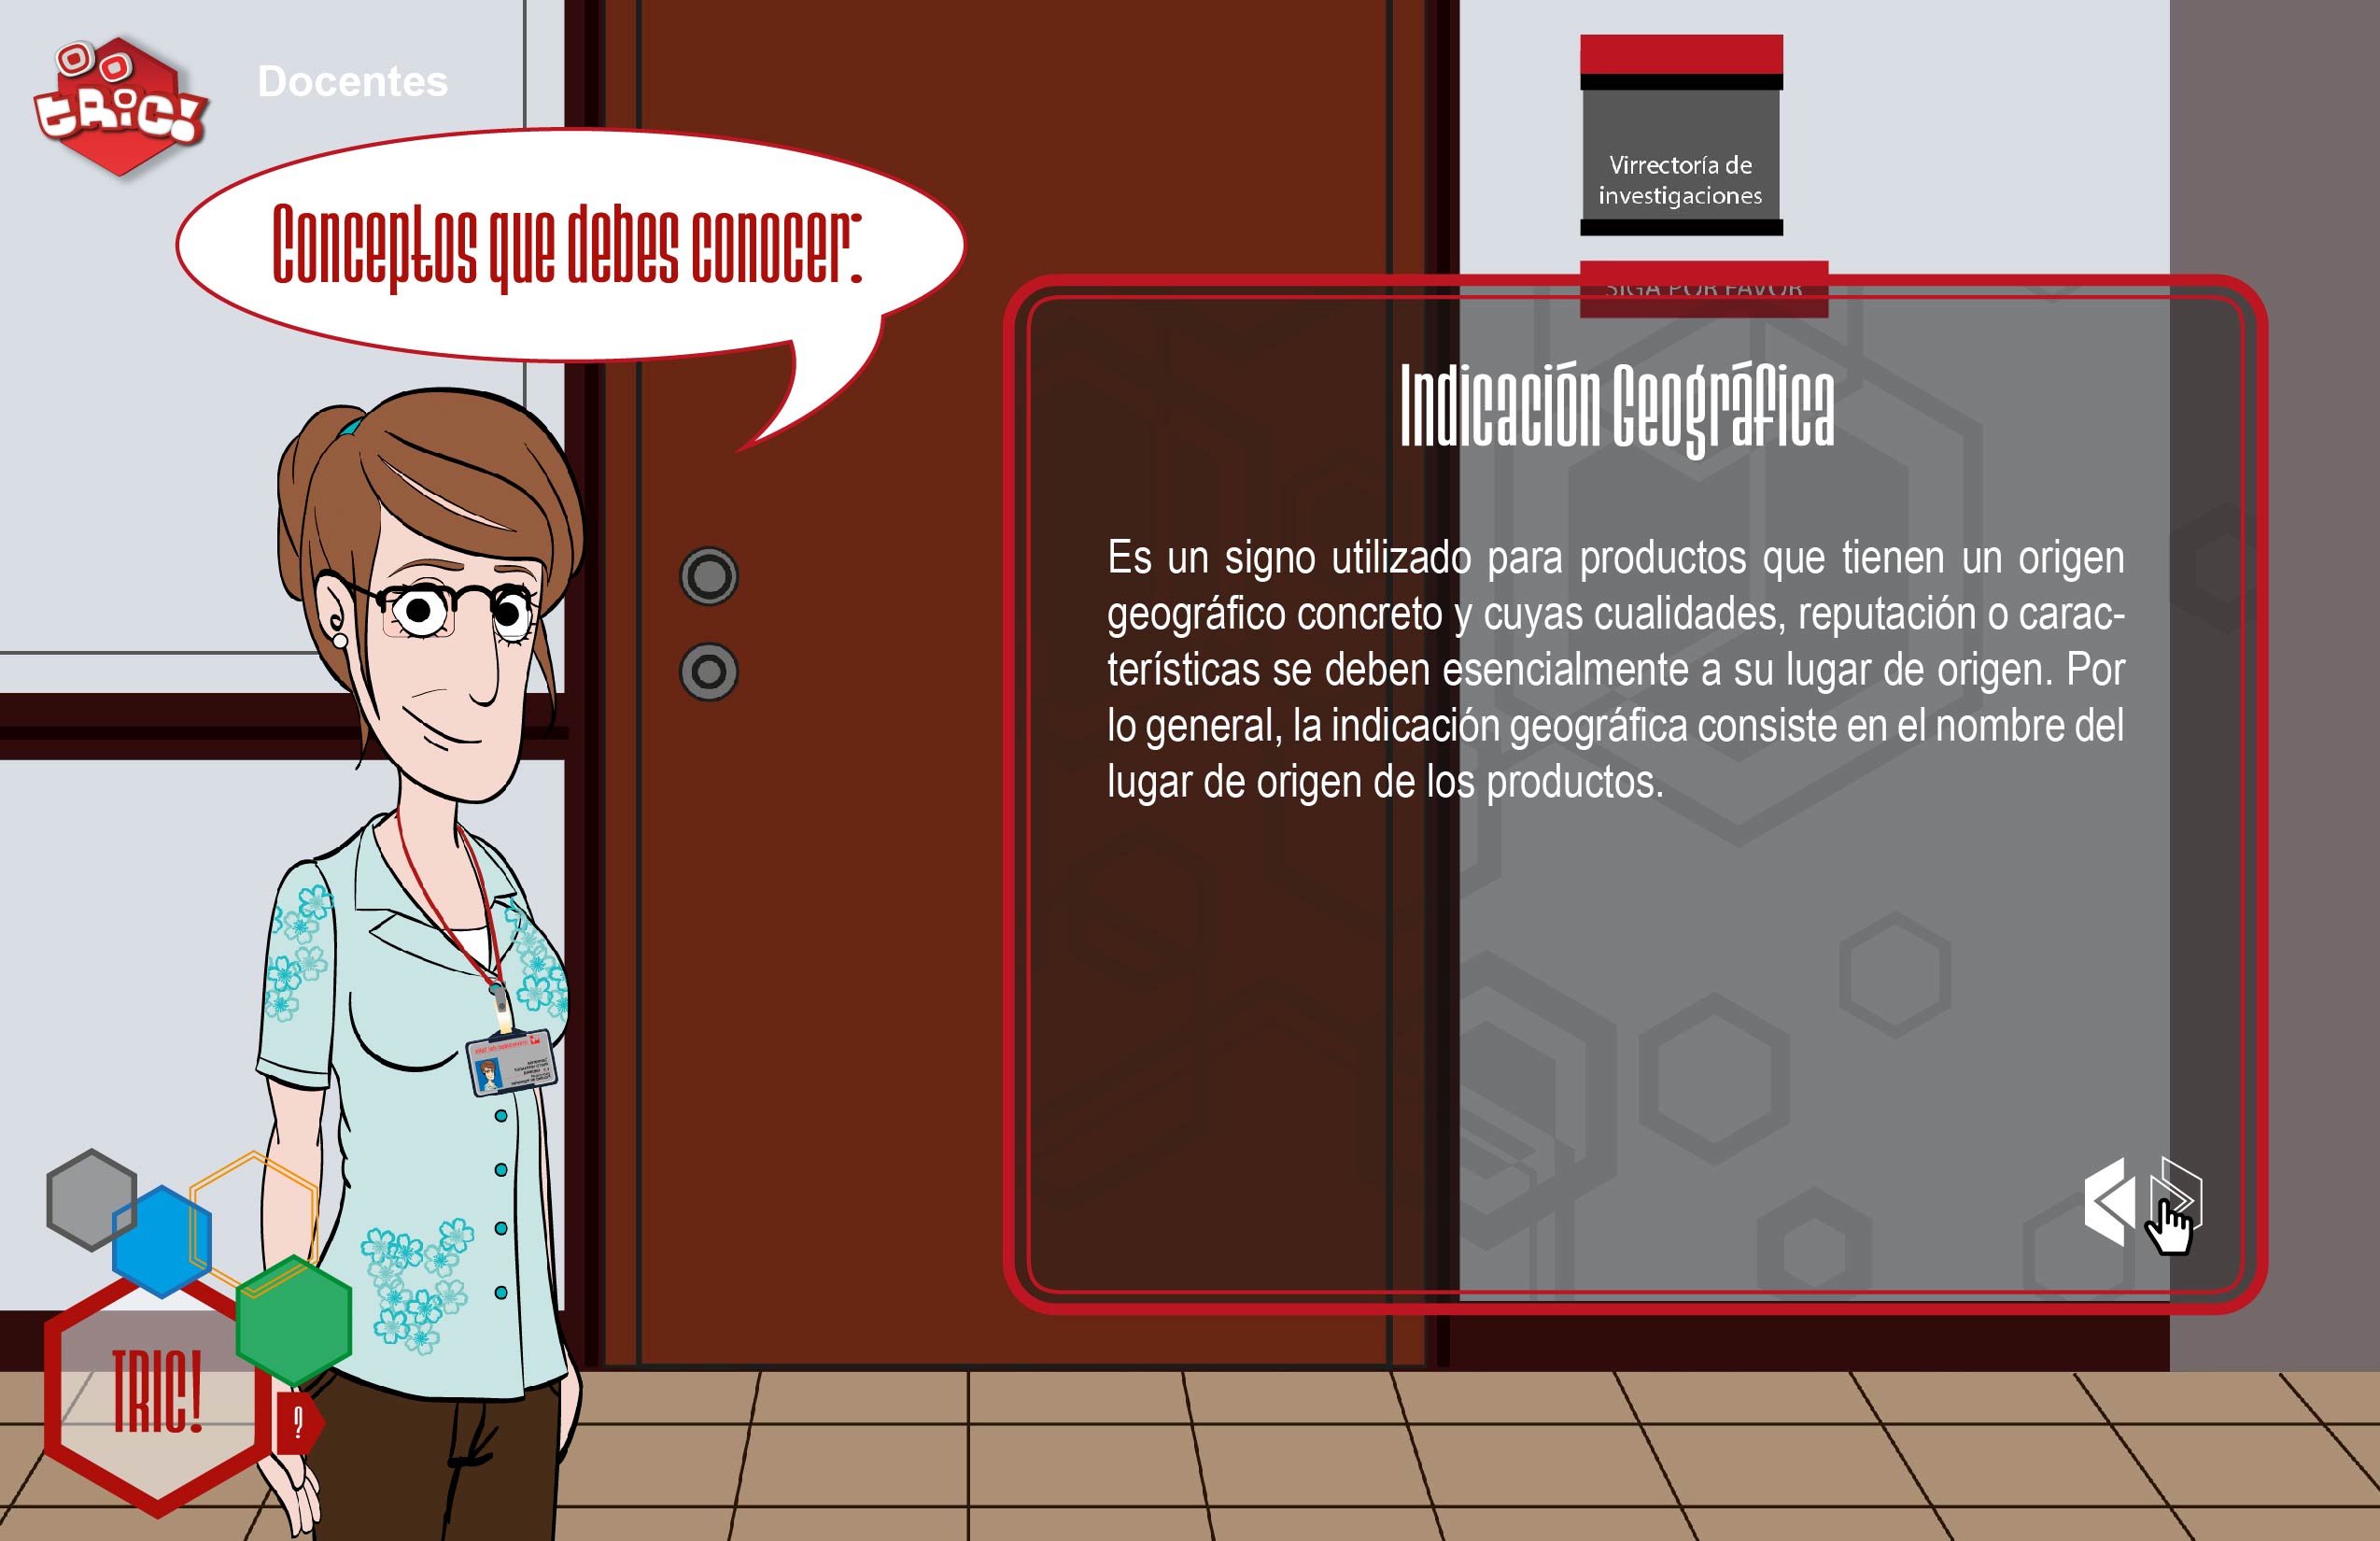 tRiC!
Docentes
Virrectoría de
investigaciones
SIGA POR FAVOR
Conceptos que debes conocer:
Indicación Geográfica
Es un signo utilizado para productos que tienen un origen
geográfico concreto y cuyas cualidades, reputación o carac-
terísticas se deben esencialmente a su lugar de origen. Por
lo general, la indicación geográfica consiste en el nombre del
lugar de origen de los productos.
TRIC!
?